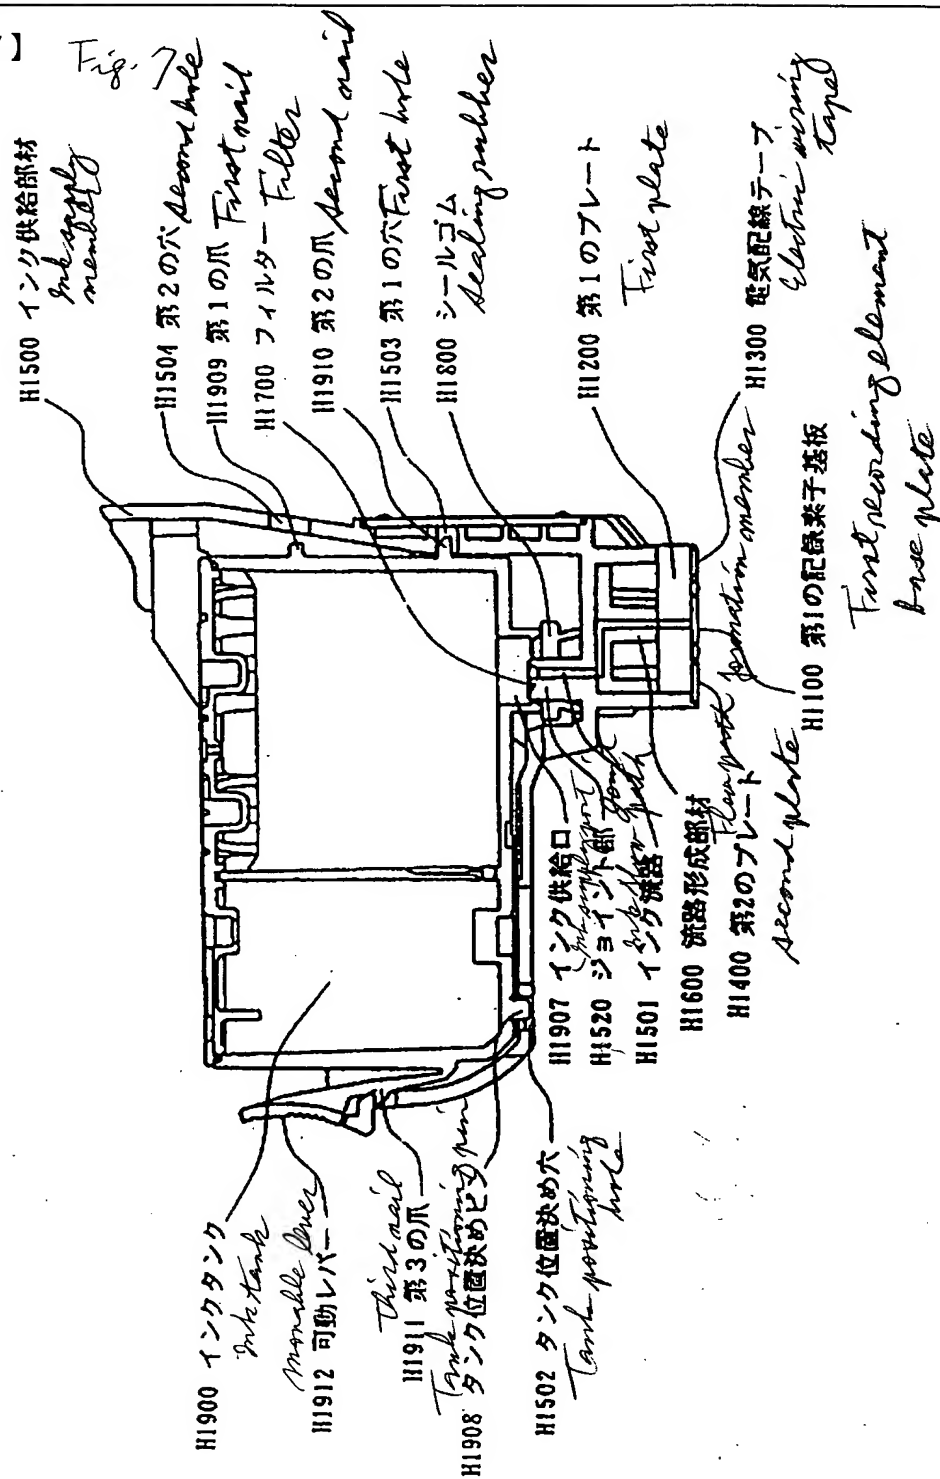 】
Fig. 7
H1500 インク供給部材
Ink supply
member
H1504 第2の穴 second hole
H1909 第1の爪 First nail
H1700 フィルター Filter
H1910 第2の爪 second nail
H1503 第1の穴 First hole
H1800 シールゴム
sealing rubber
H1200 第1のプレート
First plate
H1300 電気配線テープ
Electric wiring
tape
H1100 第1の記録素子基板
First recording element
base plate
H1900 インクタンク
Ink tank
movable lever
H1912 可動レバー
third nail
H1911 第3の爪
Tank positioning pin
H1908 タンク位置決めピン
H1502 タンク位置決め穴
Tank positioning
hole
H1907 インク供給口
Ink supply port
H1520 ジョイント部 Joint
H1501 インク流路
Ink flow path
H1600 流路形成部材
Flow path formation member
H1400 第2のプレート
second plate